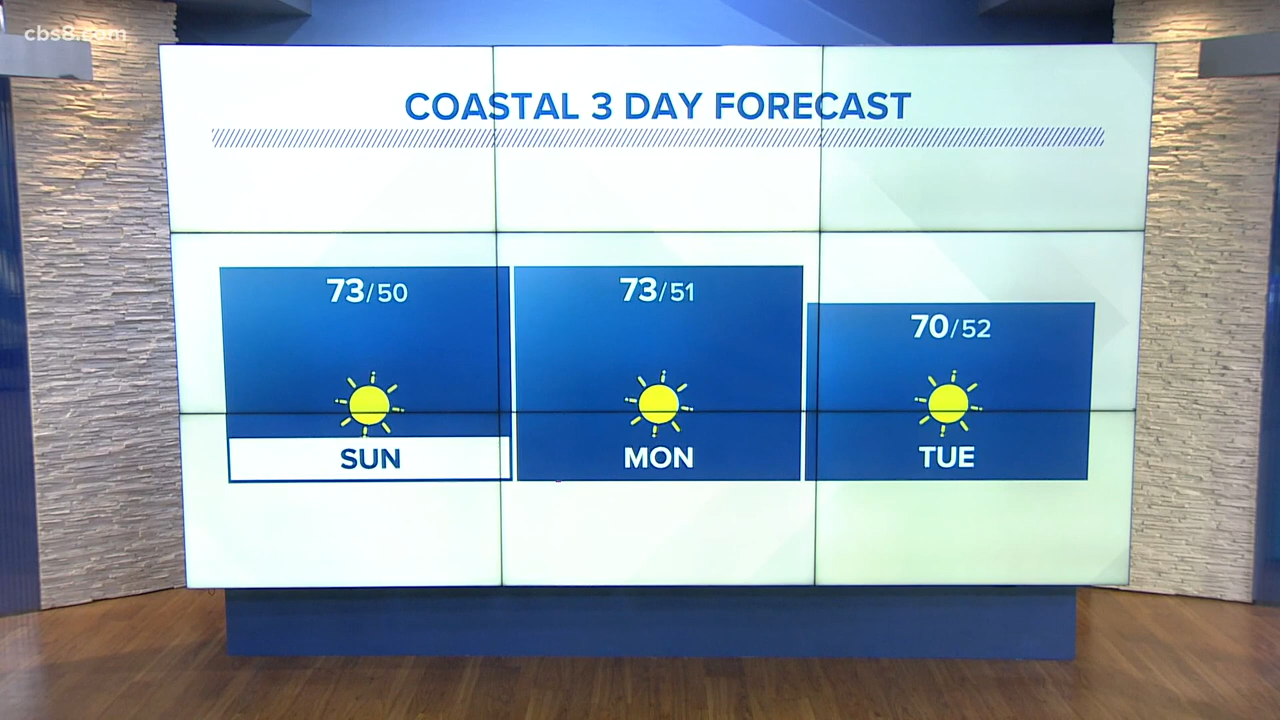 cbs8.com
COASTAL 3 DAY FORECAST
73/50
73/51
70/52
SUN
MON
TUE